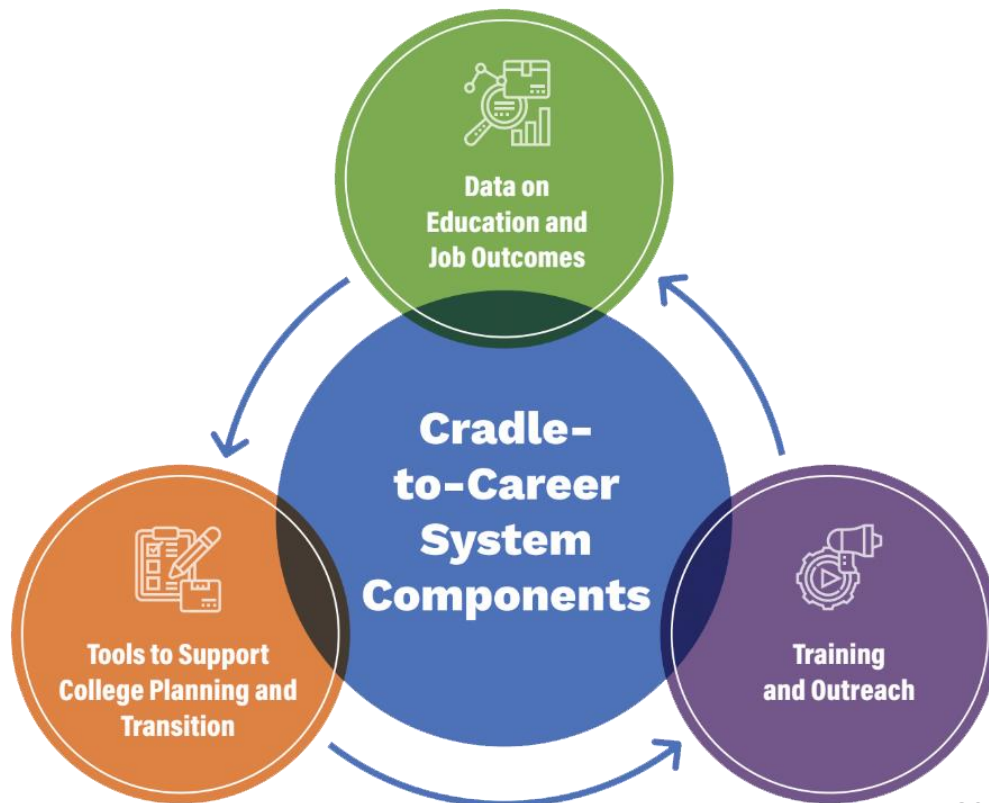 Data on
Education and
Job Outcomes
Cradle-
to-Career
System
Components
Tools to Support
College Planning and
Transition
Training
and Outreach